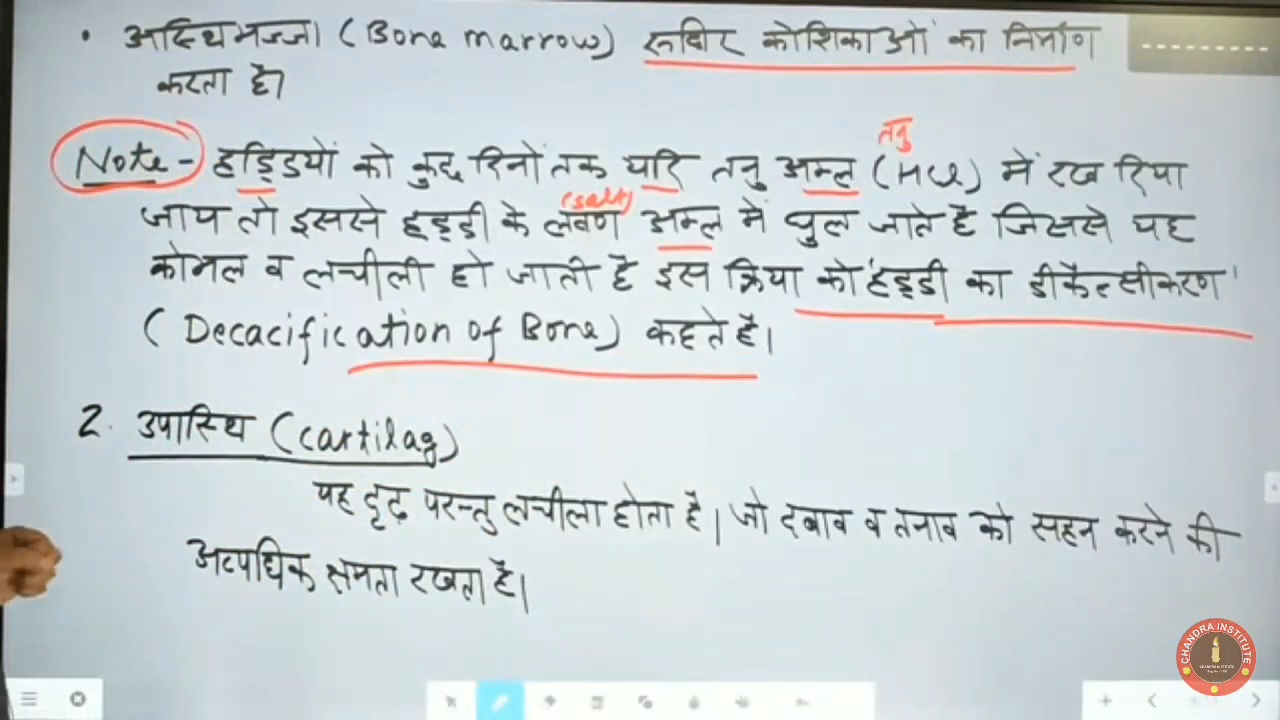 • अस्थिमज्जा (Bone marrow) रूधिर कोशिकाओं का निर्माण
करता है।
तनु
Note - हड्डियों को कुछ दिनों तक यदि तनु अम्ल (HCl) में रख दिया
(salt)
जाय तो इससे हड्डी के लवण अम्ल में घुल जाते है जिससे यह
कोमल व लचीली हो जाती है इस क्रिया को 'हड्डी का डीकैल्सीकरण'
(Decacification of Bone) कहते है।
2. उपास्थि (cartilag)
यह दृढ़ परन्तु लचीला होता है। जो दबाव व तनाव को सहन करने की
अत्यधिक क्षमता रखता है।
CHANDRA INSTITUTE